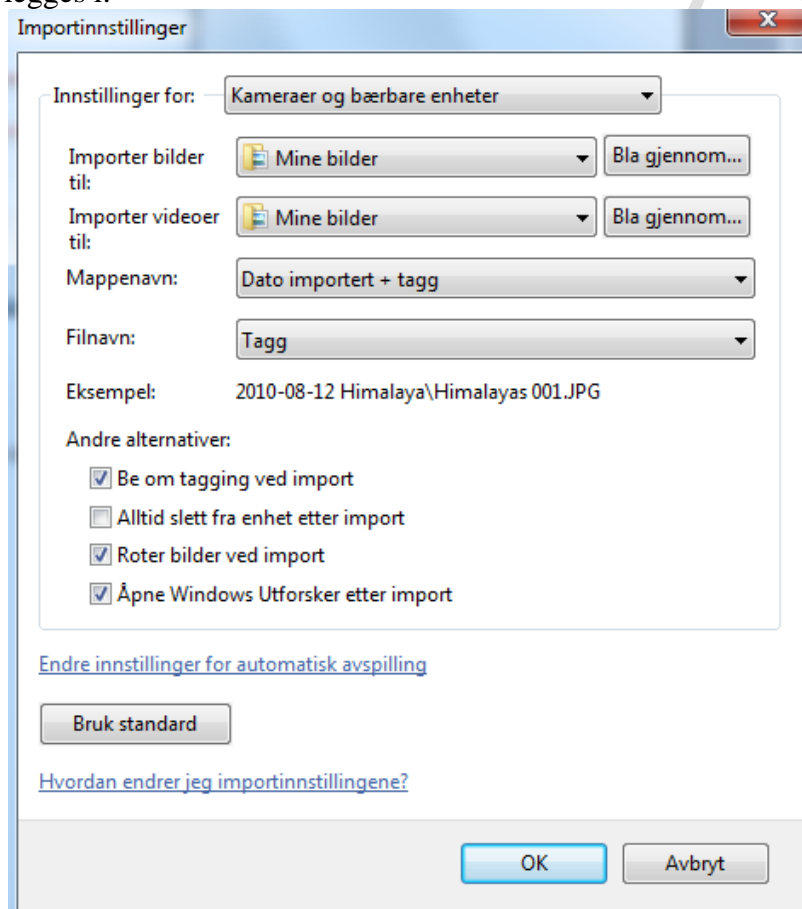 legges i.
Importinnstillinger
Innstillinger for: Kameraer og bærbare enheter
Importer bilder til: Mine bilder Bla gjennom...
Importer videoer til: Mine bilder Bla gjennom...
Mappenavn: Dato importert + tagg
Filnavn: Tagg
Eksempel: 2010-08-12 Himalaya\Himalayas 001.JPG
Andre alternativer:
Be om tagging ved import
Alltid slett fra enhet etter import
Roter bilder ved import
Åpne Windows Utforsker etter import
Endre innstillinger for automatisk avspilling
Bruk standard
Hvordan endrer jeg importinnstillingene?
OK Avbryt